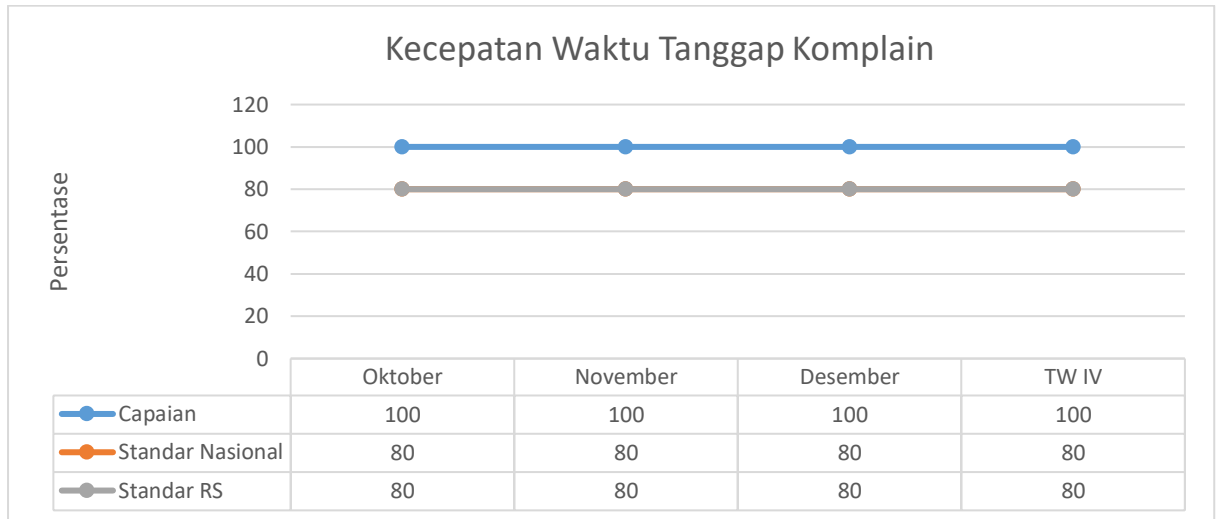 Kecepatan Waktu Tanggap Komplain
Persentase
120
100
80
60
40
20
0
Oktober November Desember TW IV
Capaian 100 100 100 100
Standar Nasional 80 80 80 80
Standar RS 80 80 80 80